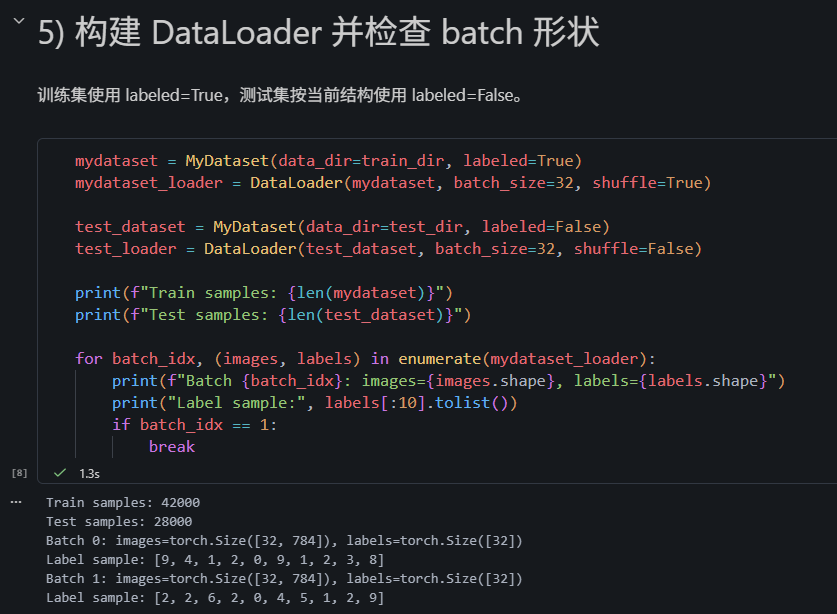 5) 构建 DataLoader 并检查 batch 形状
训练集使用 labeled=True，测试集按当前结构使用 labeled=False。
mydataset = MyDataset(data_dir=train_dir, labeled=True)
mydataset_loader = DataLoader(mydataset, batch_size=32, shuffle=True)

test_dataset = MyDataset(data_dir=test_dir, labeled=False)
test_loader = DataLoader(test_dataset, batch_size=32, shuffle=False)

print(f"Train samples: {len(mydataset)}")
print(f"Test samples: {len(test_dataset)}")

for batch_idx, (images, labels) in enumerate(mydataset_loader):
    print(f"Batch {batch_idx}: images={images.shape}, labels={labels.shape}")
    print("Label sample:", labels[:10].tolist())
    if batch_idx == 1:
        break
[8] ✓ 1.3s
... Train samples: 42000
Test samples: 28000
Batch 0: images=torch.Size([32, 784]), labels=torch.Size([32])
Label sample: [9, 4, 1, 2, 0, 9, 1, 2, 3, 8]
Batch 1: images=torch.Size([32, 784]), labels=torch.Size([32])
Label sample: [2, 2, 6, 2, 0, 4, 5, 1, 2, 9]